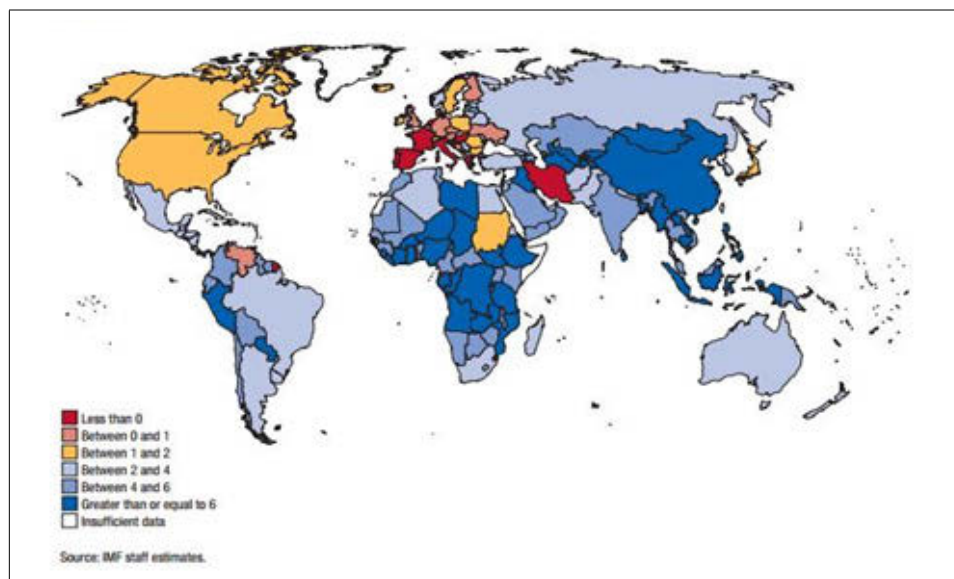 Less than 0
Between 0 and 1
Between 1 and 2
Between 2 and 4
Between 4 and 6
Greater than or equal to 6
Insufficient data
Source: IMF staff estimates.